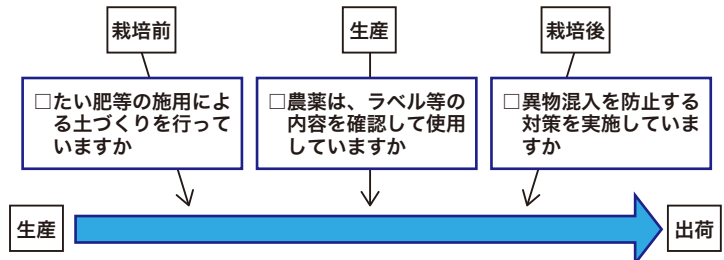 栽培前
生産
栽培後
□たい肥等の施用によ
る土づくりを行って
いますか
□農薬は、ラベル等の
内容を確認して使用
していますか
□異物混入を防止する
対策を実施していま
すか
生産
出荷